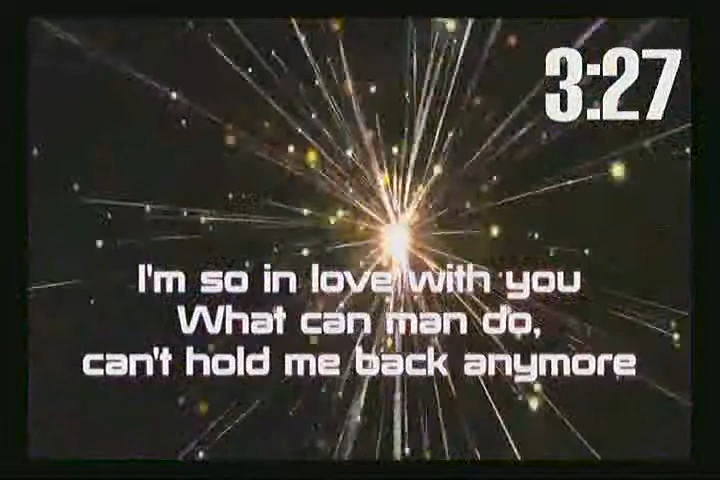 3:27
I'm so in love with you
What can man do,
can't hold me back anymore